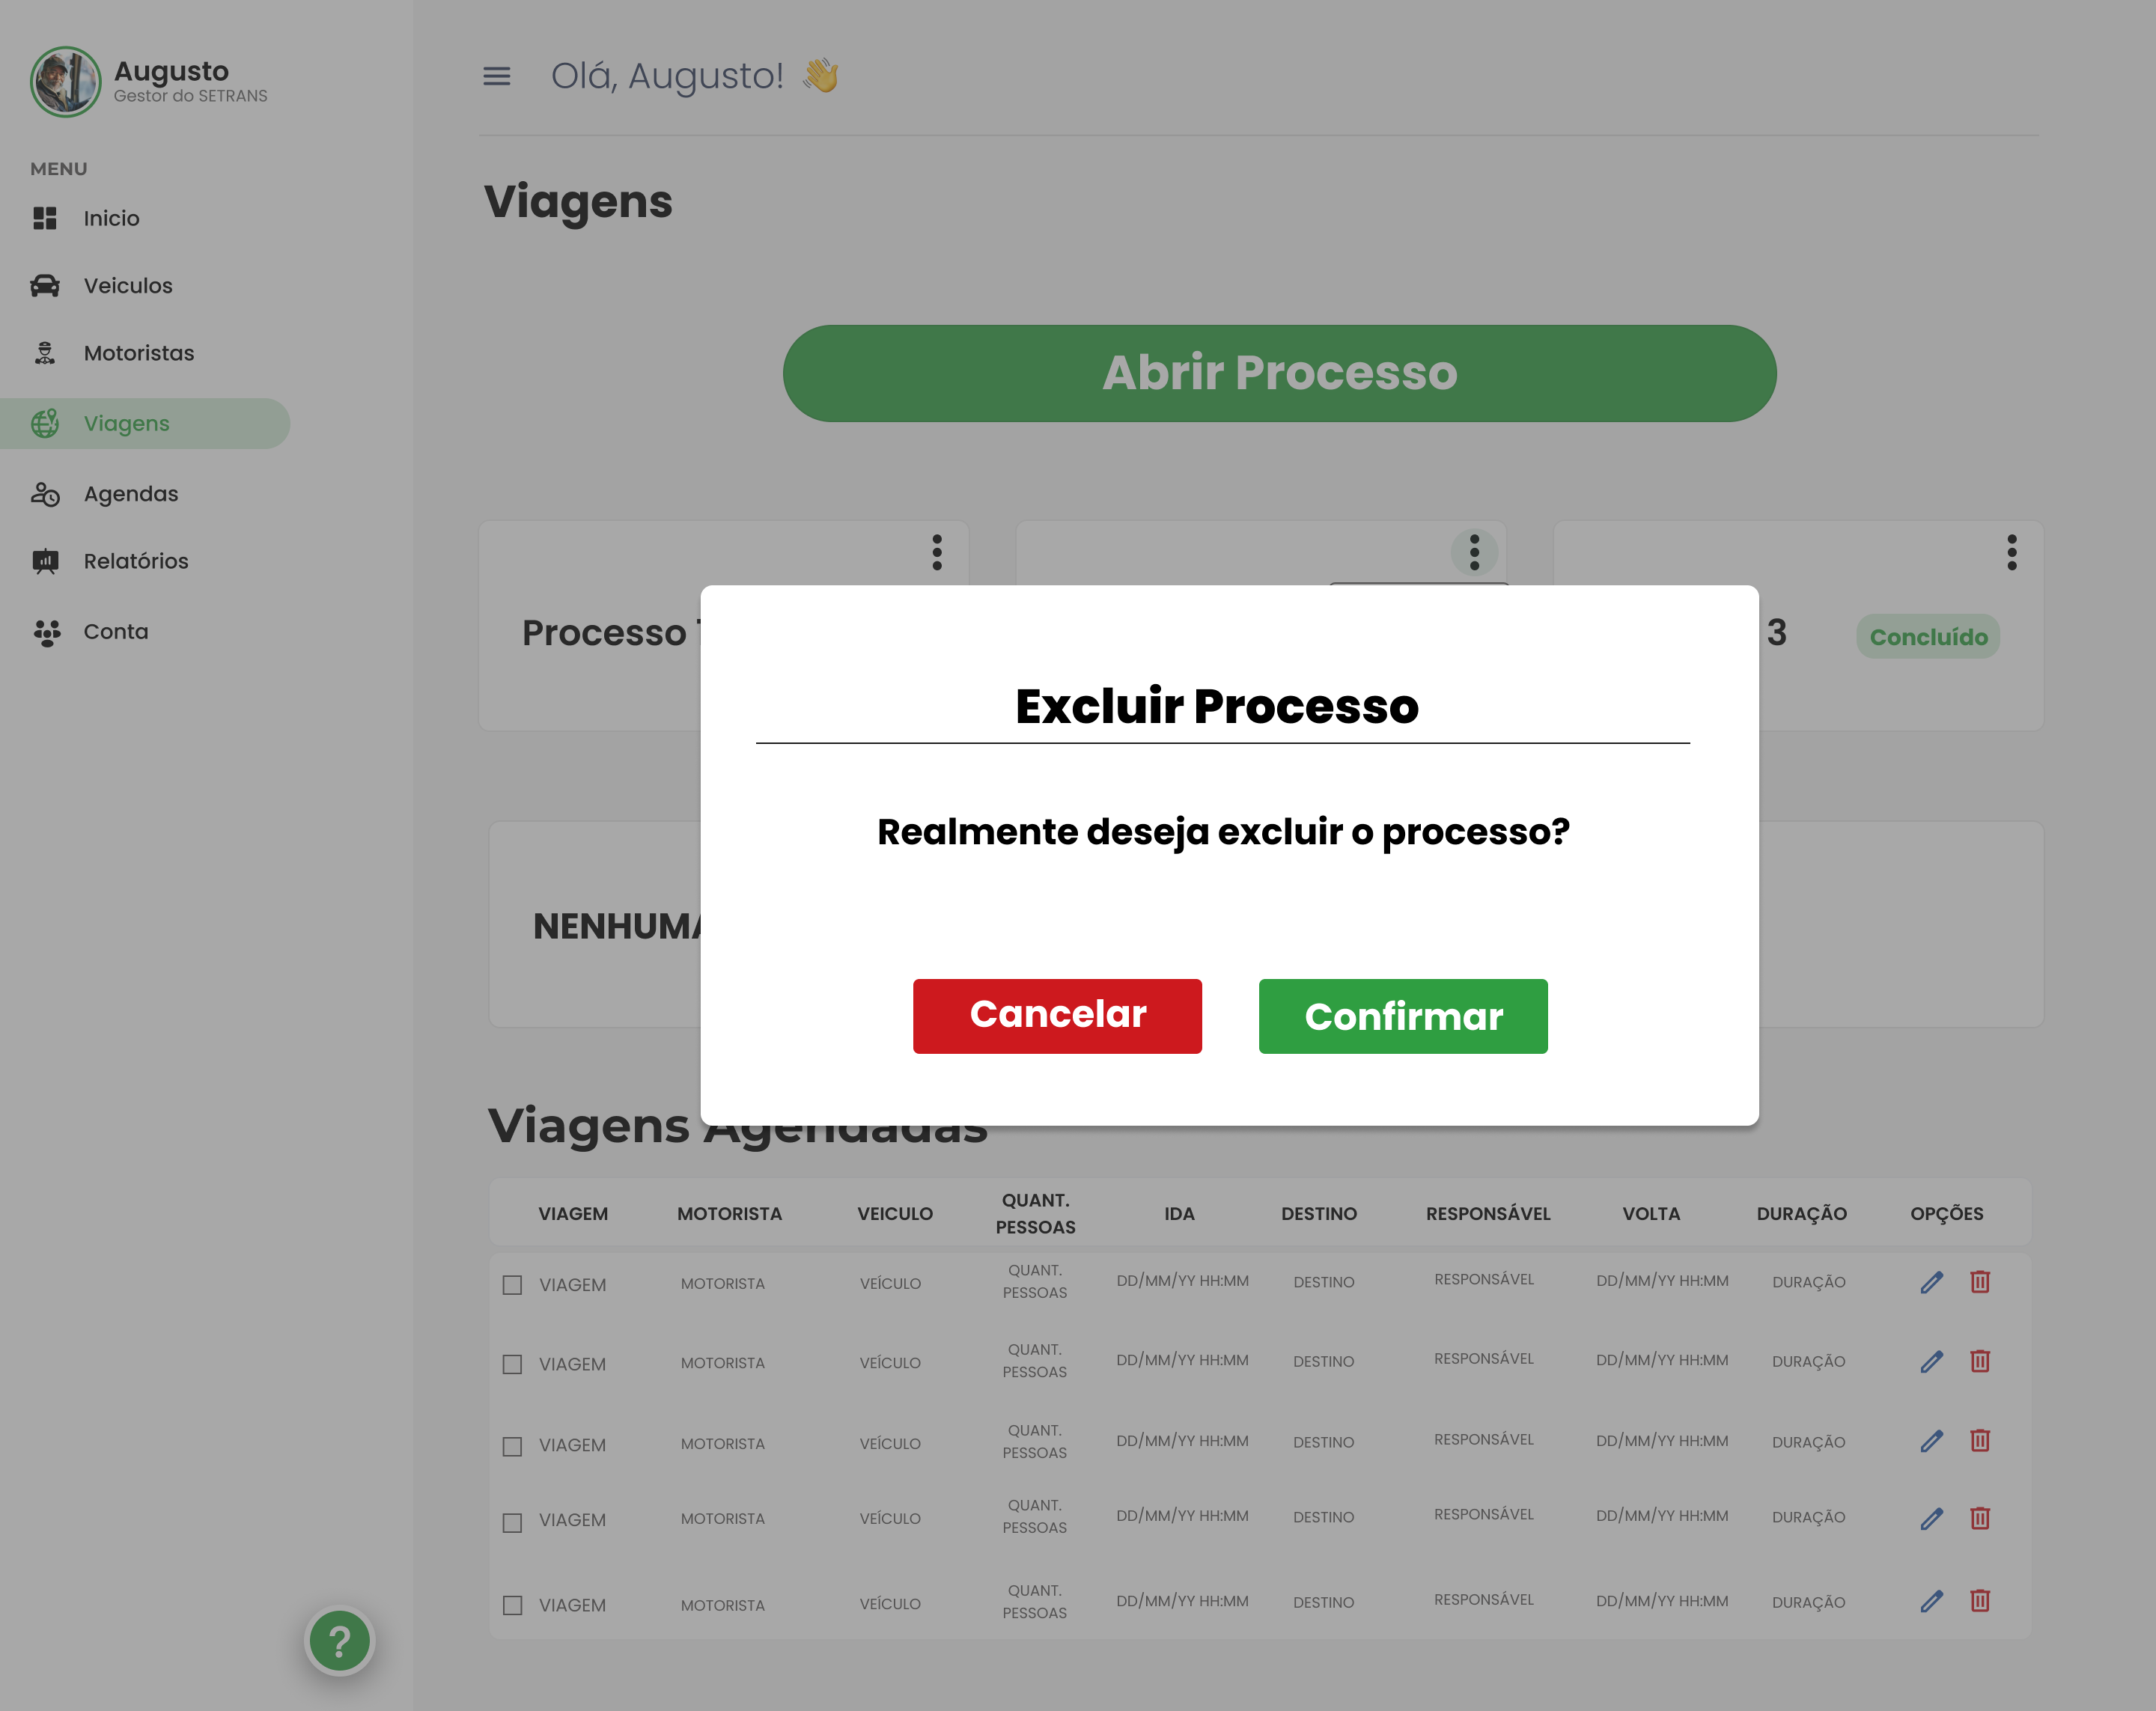 Augusto
Gestor do SETRANS
MENU
Inicio
Veiculos
Motoristas
Viagens
Agendas
Relatórios
Conta
?
Olá, Augusto! 👋
Viagens
Abrir Processo
Processo
3
Concluído
Excluir Processo
Realmente deseja excluir o processo?
Cancelar Confirmar
NENHUMA
Viagens Agendadas
VIAGEM MOTORISTA VEICULO QUANT. PESSOAS IDA DESTINO RESPONSÁVEL VOLTA DURAÇÃO OPÇÕES
VIAGEM MOTORISTA VEÍCULO QUANT. PESSOAS DD/MM/YY HH:MM DESTINO RESPONSÁVEL DD/MM/YY HH:MM DURAÇÃO
VIAGEM MOTORISTA VEÍCULO QUANT. PESSOAS DD/MM/YY HH:MM DESTINO RESPONSÁVEL DD/MM/YY HH:MM DURAÇÃO
VIAGEM MOTORISTA VEÍCULO QUANT. PESSOAS DD/MM/YY HH:MM DESTINO RESPONSÁVEL DD/MM/YY HH:MM DURAÇÃO
VIAGEM MOTORISTA VEÍCULO QUANT. PESSOAS DD/MM/YY HH:MM DESTINO RESPONSÁVEL DD/MM/YY HH:MM DURAÇÃO
VIAGEM MOTORISTA VEÍCULO QUANT. PESSOAS DD/MM/YY HH:MM DESTINO RESPONSÁVEL DD/MM/YY HH:MM DURAÇÃO